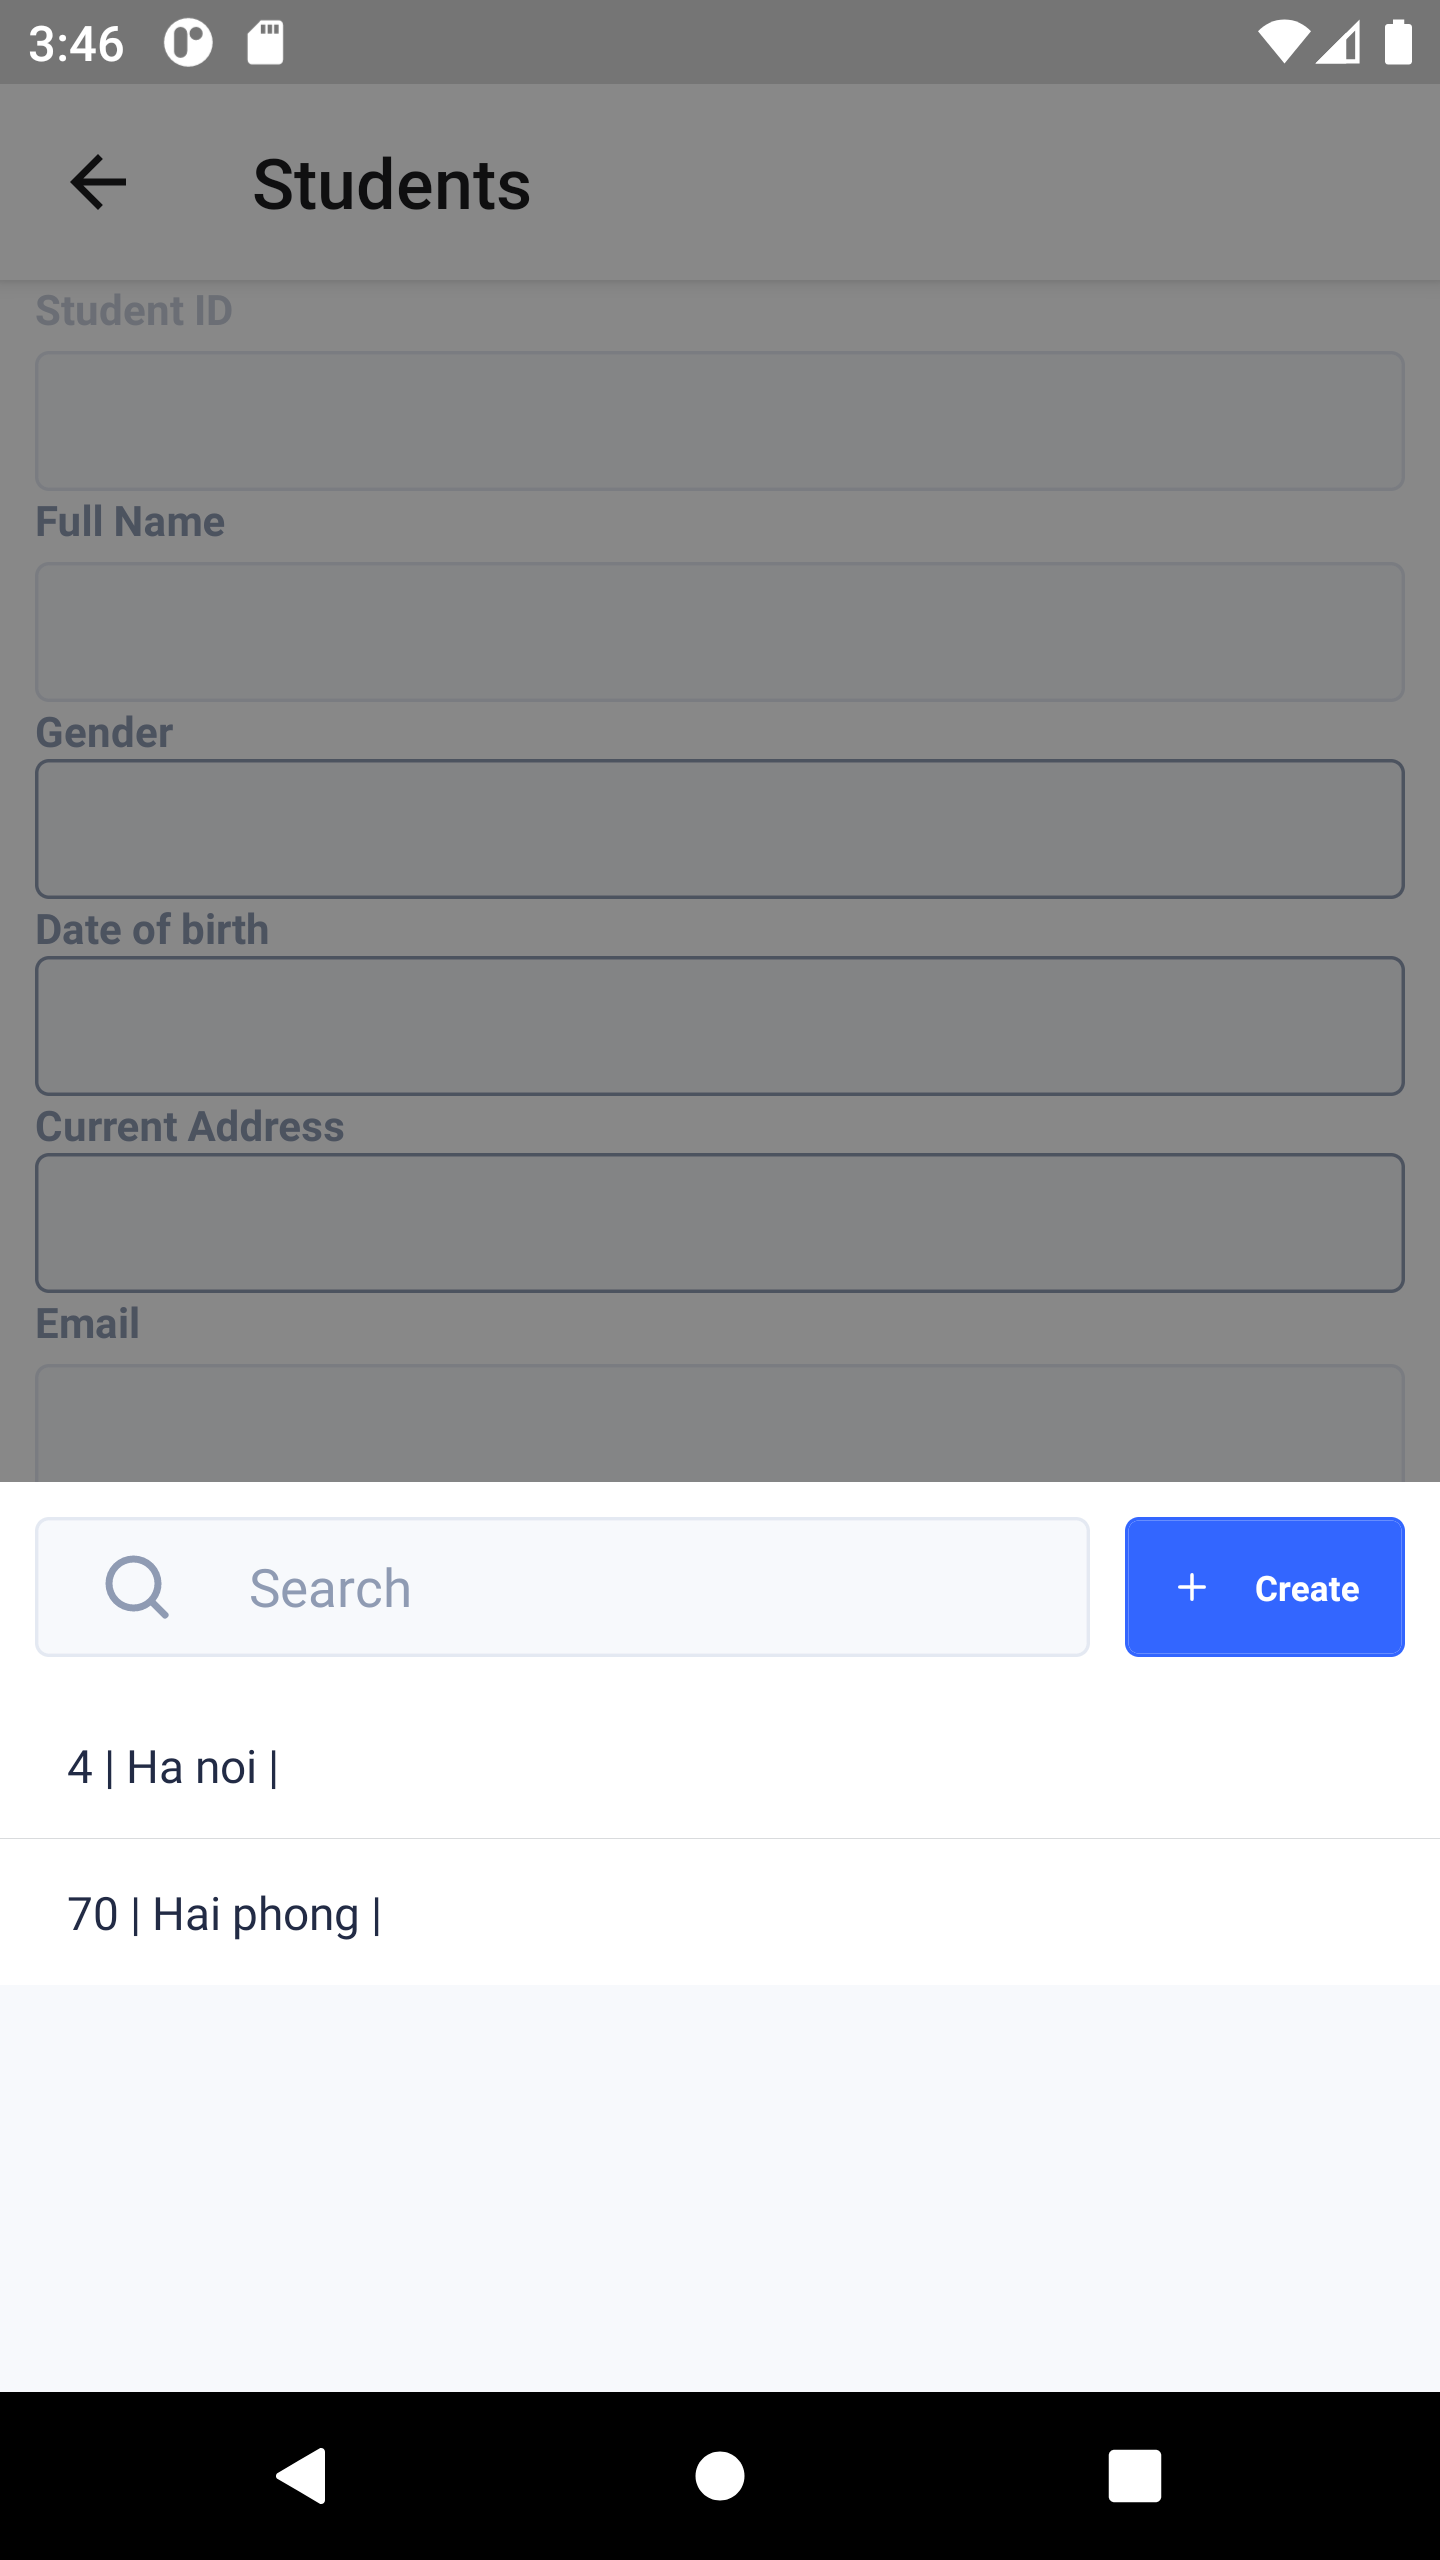 3:46
Students
Student ID
Full Name
Gender
Date of birth
Current Address
Email
Search
Create
4 | Ha noi |
70 | Hai phong |